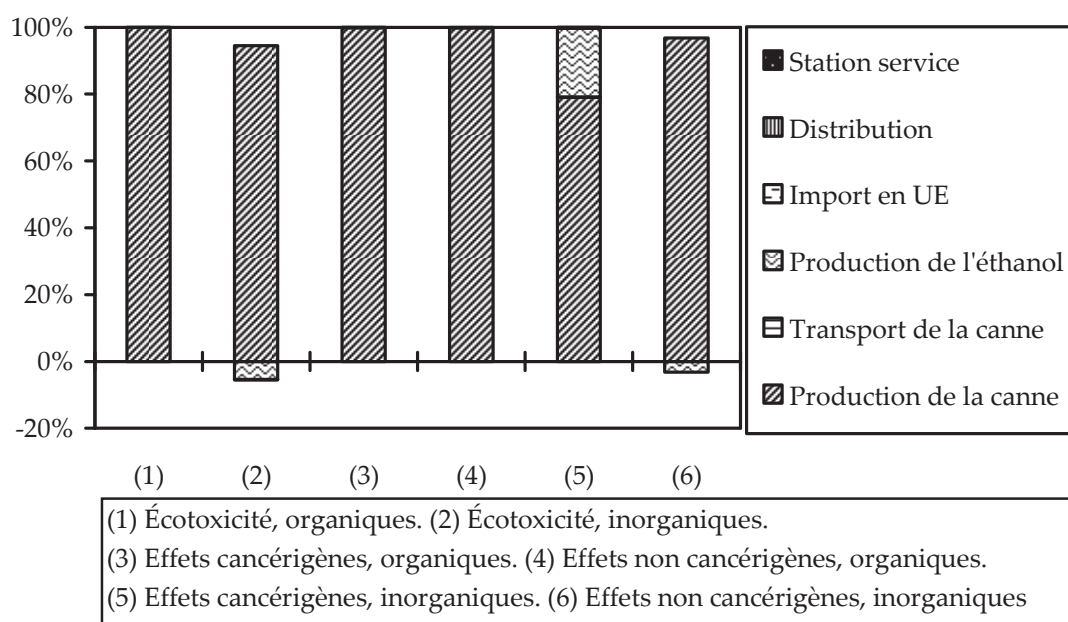 100%
80%
60%
40%
20%
0%
-20%
(1) (2) (3) (4) (5) (6)
Station service
Distribution
Import en UE
Production de l'éthanol
Transport de la canne
Production de la canne
(1) Écotoxicité, organiques. (2) Écotoxicité, inorganiques.
(3) Effets cancérigènes, organiques. (4) Effets non cancérigènes, organiques.
(5) Effets cancérigènes, inorganiques. (6) Effets non cancérigènes, inorganiques